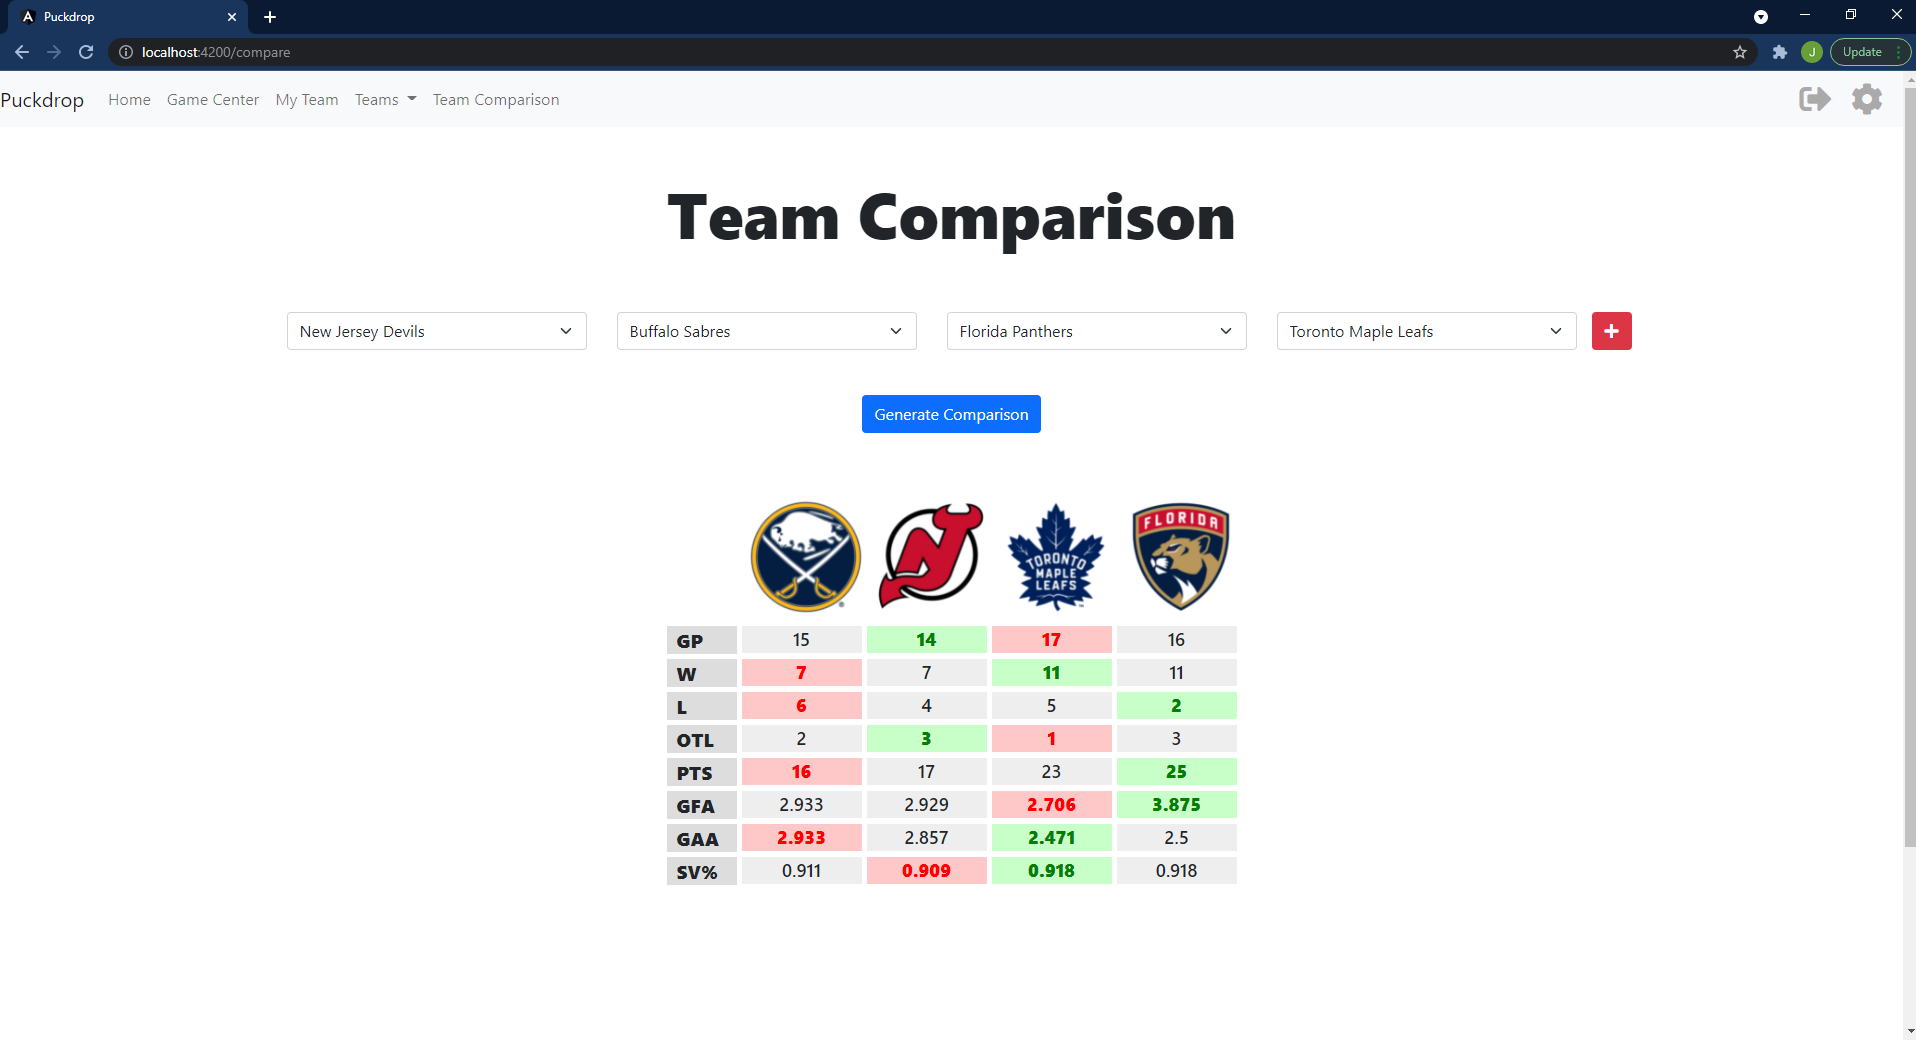 Puckdrop
localhost:4200/compare
J
Update
Puckdrop Home Game Center My Team Teams Team Comparison
Team Comparison
New Jersey Devils Buffalo Sabres Florida Panthers Toronto Maple Leafs
Generate Comparison
TORONTO
MAPLE
LEAFS
FLORIDA
GP 15 14 17 16
W 7 7 11 11
L 6 4 5 2
OTL 2 3 1 3
PTS 16 17 23 25
GFA 2.933 2.929 2.706 3.875
GAA 2.933 2.857 2.471 2.5
SV% 0.911 0.909 0.918 0.918